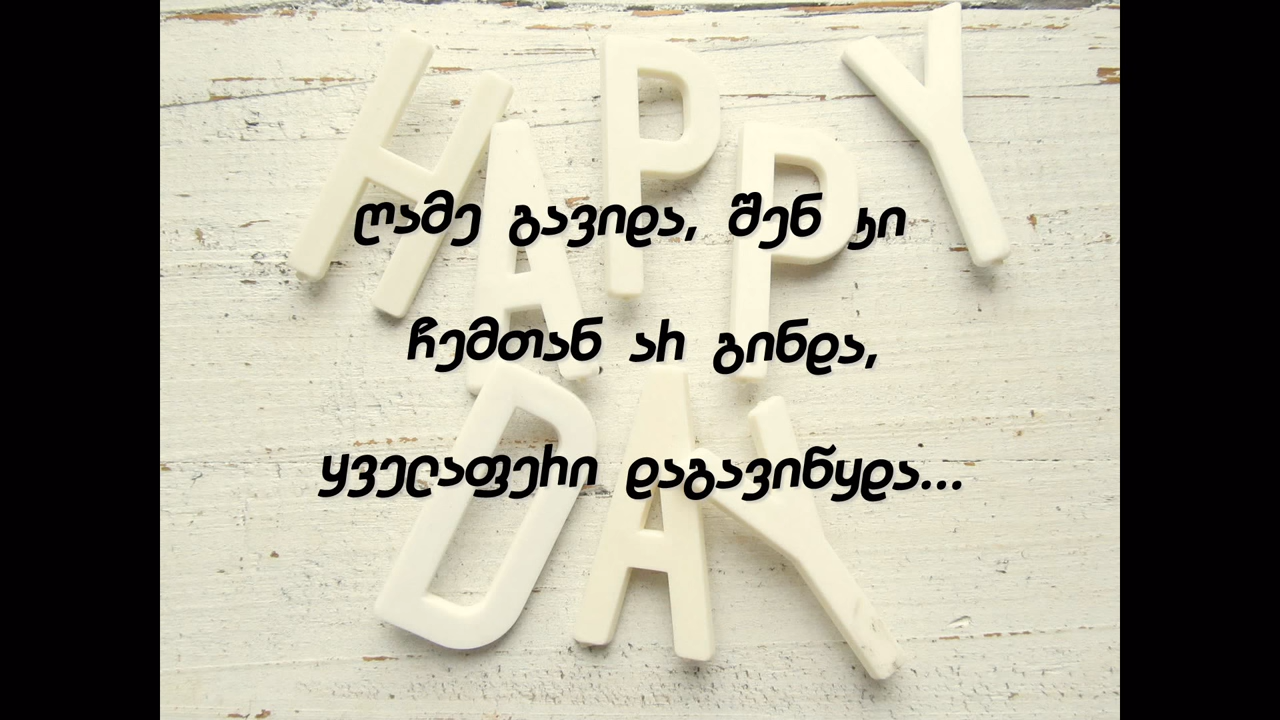 HAPPY
DAY
ღამე გავიდა, შენ კი
ჩემთან არ გინდა,
ყველაფერი დაგავიწყდა...